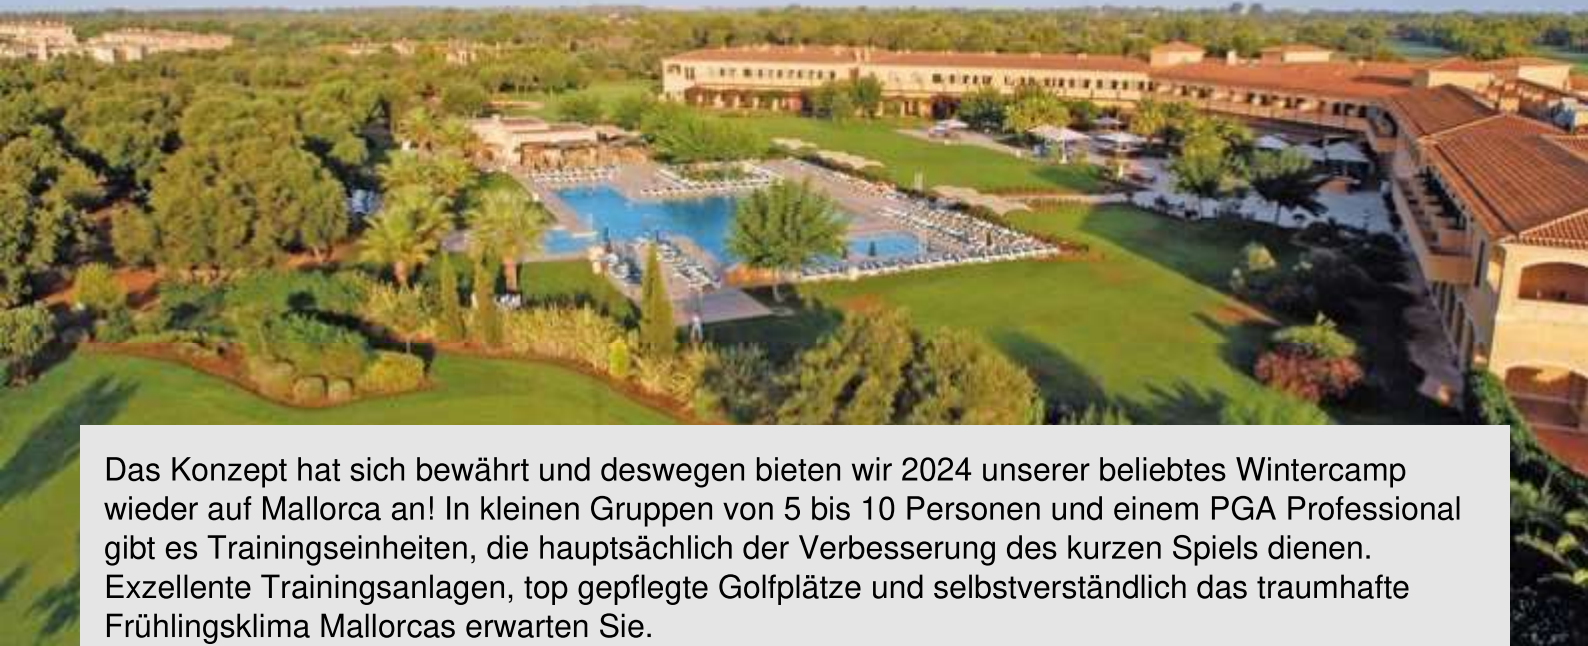 Das Konzept hat sich bewährt und deswegen bieten wir 2024 unserer beliebtes Wintercamp
wieder auf Mallorca an! In kleinen Gruppen von 5 bis 10 Personen und einem PGA Professional
gibt es Trainingseinheiten, die hauptsächlich der Verbesserung des kurzen Spiels dienen.
Exzellente Trainingsanlagen, top gepflegte Golfplätze und selbstverständlich das traumhafte
Frühlingsklima Mallorcas erwarten Sie.